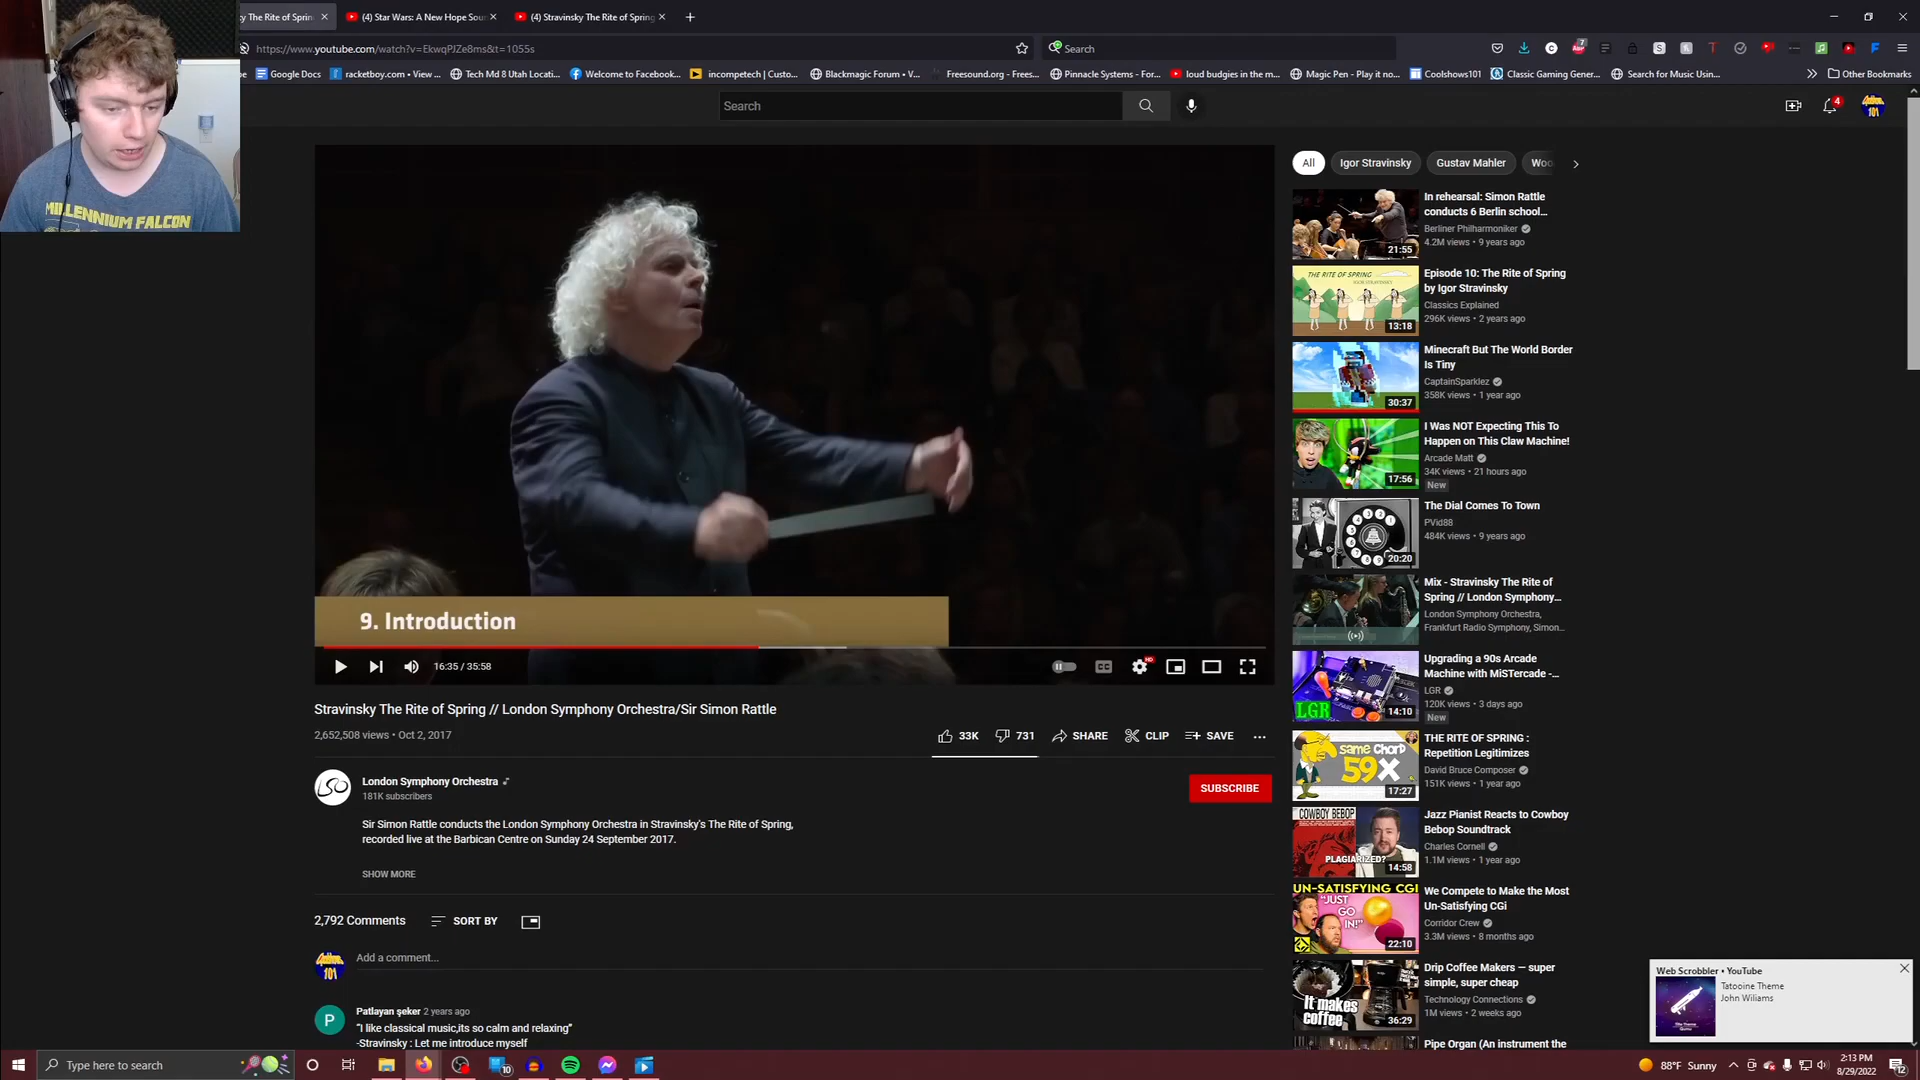 ky The Rite of Sprin
(4) Star Wars: A New Hope Sou
(4) Stravinsky The Rite of Spring
https://www.youtube.com/watch?v=EkwqPJZe8ms&t=1055s
Search
7
Google Docs
racketboy.com • View ...
Tech Md 8 Utah Locati...
Welcome to Facebook...
incompetech | Custo...
Blackmagic Forum • V...
Freesound.org - Frees...
Pinnacle Systems - For...
loud budgies in the m...
Magic Pen - Play it no...
Coolshows101
Classic Gaming Gener...
Search for Music Usin...
Other Bookmarks
MILLENNIUM FALCON
Search
4
101
All
Igor Stravinsky
Gustav Mahler
Woo
In rehearsal: Simon Rattle
conducts 6 Berlin school...
Berliner Philharmoniker
4.2M views • 9 years ago
21:55
THE RITE OF SPRING
IGOR STRAVINSKY
13:18
Episode 10: The Rite of Spring
by Igor Stravinsky
Classics Explained
296K views • 2 years ago
30:37
Minecraft But The World Border
Is Tiny
CaptainSparklez
358K views • 1 year ago
17:56
I Was NOT Expecting This To
Happen on This Claw Machine!
Arcade Matt
34K views • 21 hours ago
New
20:20
The Dial Comes To Town
PVid88
484K views • 9 years ago
Mix - Stravinsky The Rite of
Spring // London Symphony...
London Symphony Orchestra,
Frankfurt Radio Symphony, Simon...
LGR
14:10
Upgrading a 90s Arcade
Machine with MiSTercade -...
LGR
120K views • 3 days ago
New
SAME CHORD
59X
17:27
THE RITE OF SPRING :
Repetition Legitimizes
David Bruce Composer
151K views • 1 year ago
COWBOY BEBOP
PLAGIARIZED?
14:58
Jazz Pianist Reacts to Cowboy
Bebop Soundtrack
Charles Cornell
1.1M views • 1 year ago
UN-SATISFYING CGI
"JUST
GO
IN!"
22:10
We Compete to Make the Most
Un-Satisfying CGi
Corridor Crew
3.3M views • 8 months ago
It makes
coffee
36:29
Drip Coffee Makers — super
simple, super cheap
Technology Connections
1M views • 2 weeks ago
Pipe Organ (An instrument the
9. Introduction
16:35 / 35:58
CC
HD
Stravinsky The Rite of Spring // London Symphony Orchestra/Sir Simon Rattle
2,652,508 views • Oct 2, 2017
33K
731
SHARE
CLIP
SAVE
London Symphony Orchestra
181K subscribers
SUBSCRIBE
Sir Simon Rattle conducts the London Symphony Orchestra in Stravinsky's The Rite of Spring,
recorded live at the Barbican Centre on Sunday 24 September 2017.
SHOW MORE
2,792 Comments
SORT BY
101
Add a comment...
P
Patlayan şeker 2 years ago
"I like classical music,its so calm and relaxing"
-Stravinsky : Let me introduce myself
Web Scrobbler • YouTube
Tatooine Theme
John Wiliams
Type here to search
10
88°F Sunny
2:13 PM
8/29/2022
12